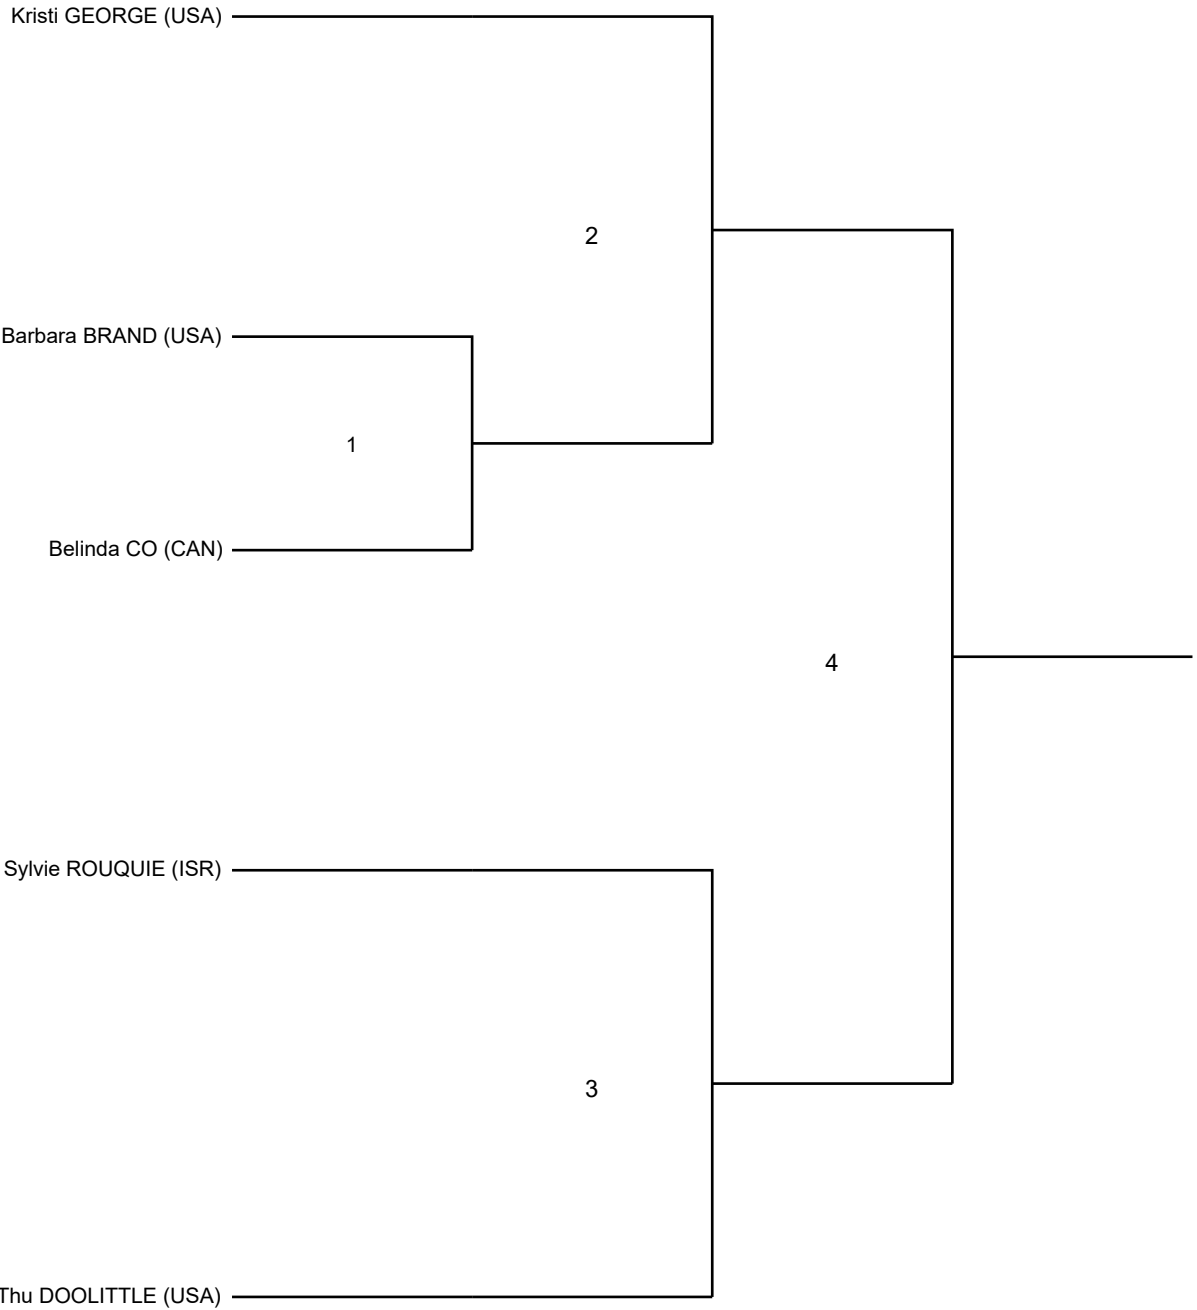 Kristi GEORGE (USA)
2
Barbara BRAND (USA)
1
Belinda CO (CAN)
4
Sylvie ROUQUIE (ISR)
3
Thu DOOLITTLE (USA)